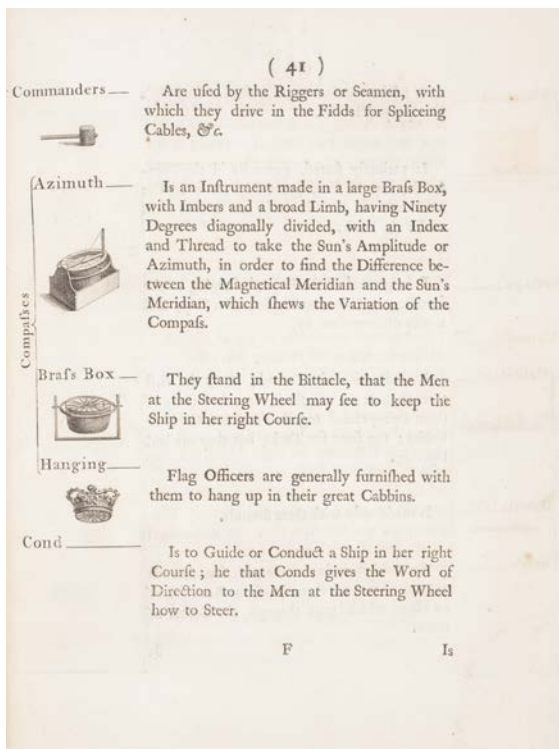 ( 41 )
Commanders
Are uſed by the Riggers or Seamen, with
which they drive in the Fidds for Spliceing
Cables, &c.
Compaſses
Azimuth
Is an Inſtrument made in a large Braſs Box,
with Imbers and a broad Limb, having Ninety
Degrees diagonally divided, with an Index
and Thread to take the Sun's Amplitude or
Azimuth, in order to find the Difference be-
tween the Magnetical Meridian and the Sun's
Meridian, which ſhews the Variation of the
Compaſs.
Braſs Box
They ſtand in the Bittacle, that the Men
at the Steering Wheel may ſee to keep the
Ship in her right Courſe.
Hanging
Flag Officers are generally furniſhed with
them to hang up in their great Cabbins.
Cond
Is to Guide or Conduct a Ship in her right
Courſe ; he that Conds gives the Word of
Direction to the Men at the Steering Wheel
how to Steer.
F
Is